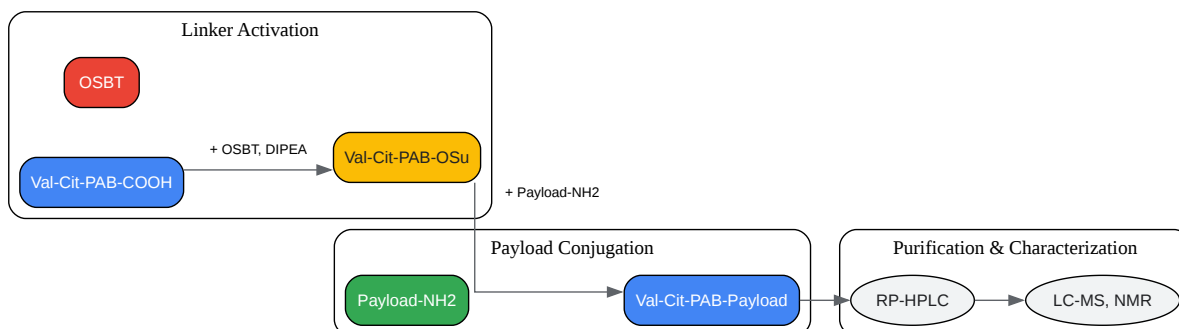 Linker Activation
OSBT
Val-Cit-PAB-COOH
+ OSBT, DIPEA
Val-Cit-PAB-OSu
+ Payload-NH2
Payload Conjugation
Payload-NH2
Val-Cit-PAB-Payload
Purification & Characterization
RP-HPLC
LC-MS, NMR